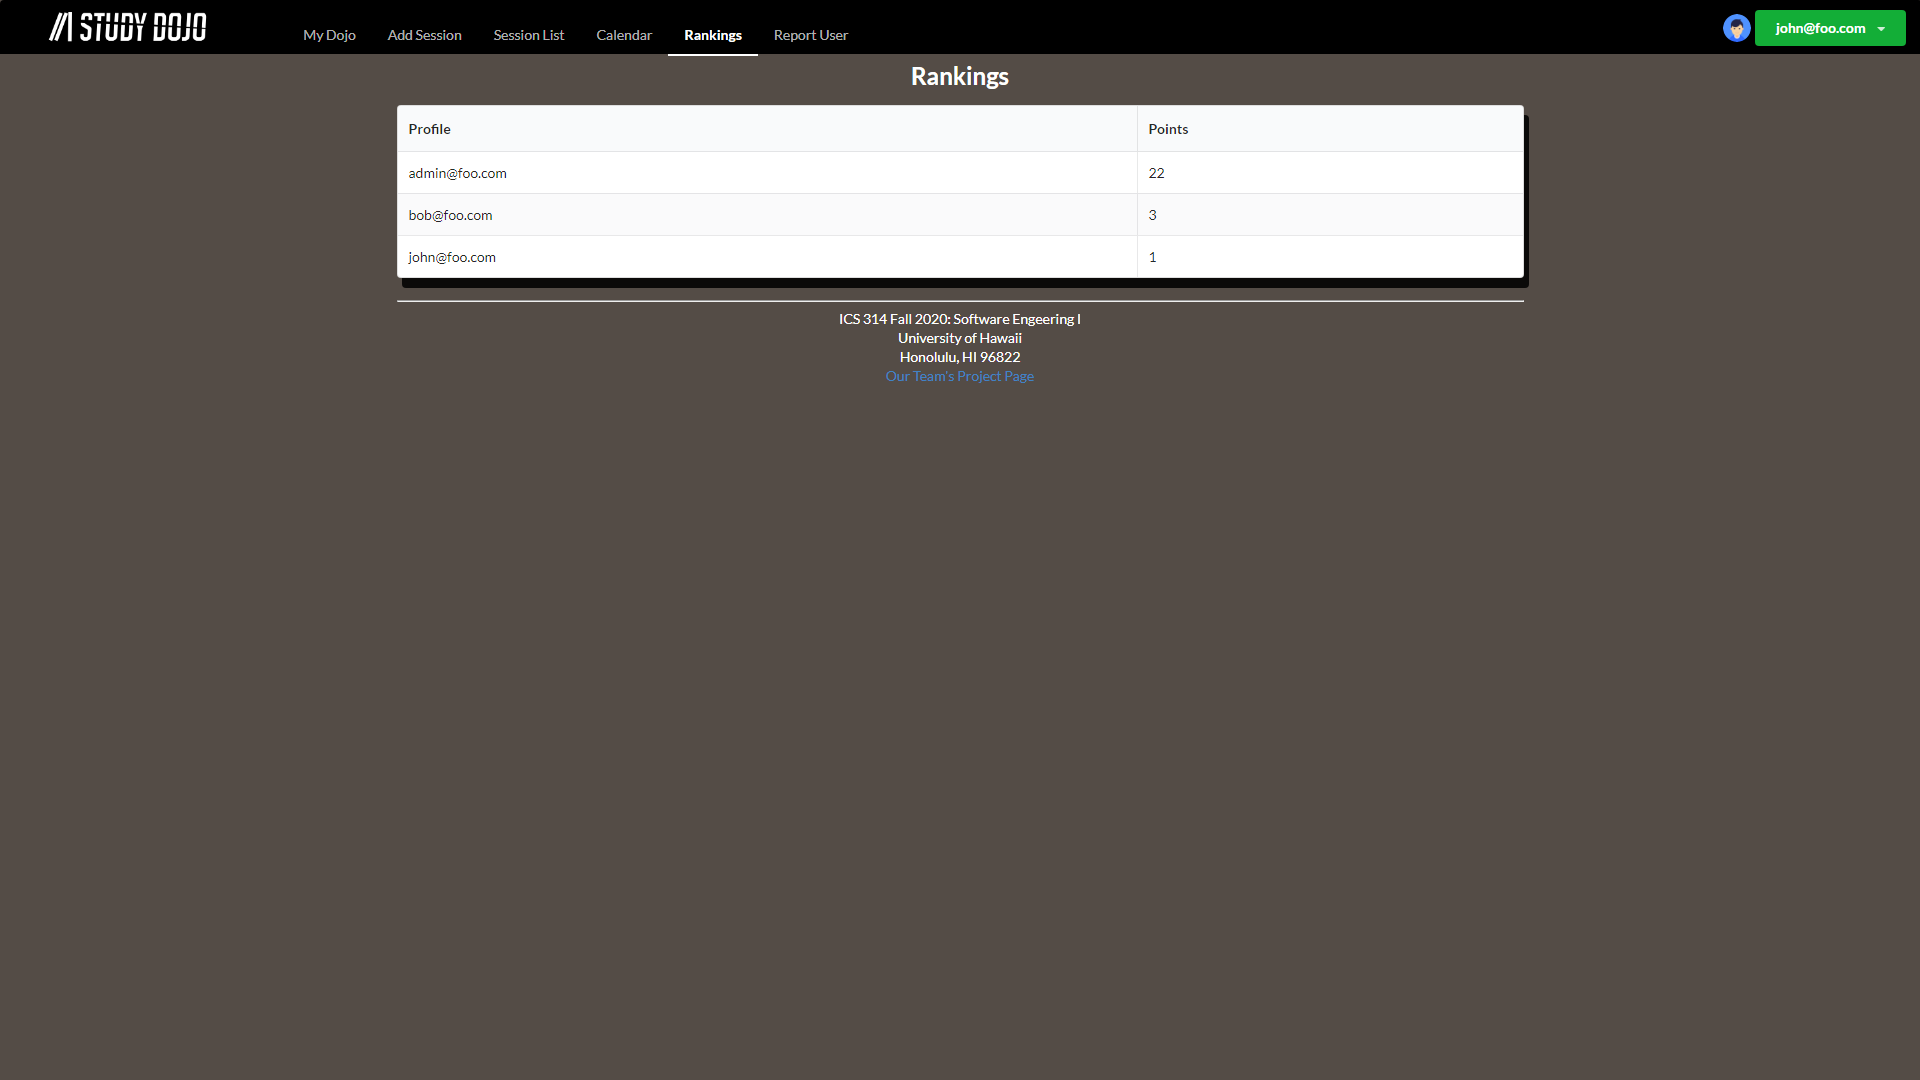 STUDY DOJO
My Dojo Add Session Session List Calendar Rankings Report User john@foo.com
Rankings
Profile Points
admin@foo.com 22
bob@foo.com 3
john@foo.com 1
ICS 314 Fall 2020: Software Engeering I
University of Hawaii
Honolulu, HI 96822
Our Team's Project Page